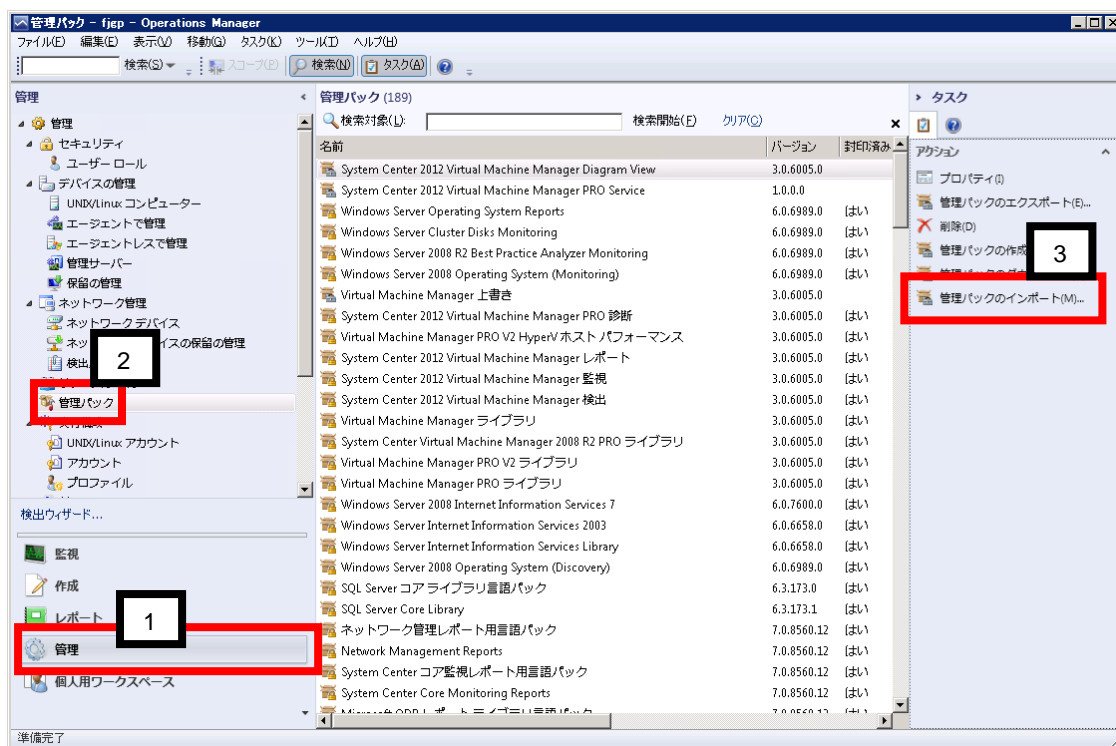 管理パック - fjgp - Operations Manager
ファイル(F) 編集(E) 表示(V) 移動(G) タスク(K) ツール(T) ヘルプ(H)
検索(S) スコープ(P) 検索(N) タスク(A)
管理
管理
セキュリティ
ユーザー ロール
デバイスの管理
UNIX/Linux コンピューター
エージェントで管理
エージェントレスで管理
管理サーバー
保留の管理
ネットワーク管理
ネットワーク デバイス
ネッ
イスの保留の管理
検出
2
管理パック
UNIX/Linux アカウント
アカウント
プロファイル
検出ウィザード...
監視
作成
レポート
1
管理
個人用ワークスペース
管理パック (189)
検索対象(L): 検索開始(F) クリア(C)
名前 バージョン 封印済み
System Center 2012 Virtual Machine Manager Diagram View 3.0.6005.0
System Center 2012 Virtual Machine Manager PRO Service 1.0.0.0
Windows Server Operating System Reports 6.0.6989.0 はい
Windows Server Cluster Disks Monitoring 6.0.6989.0 はい
Windows Server 2008 R2 Best Practice Analyzer Monitoring 6.0.6989.0 はい
Windows Server 2008 Operating System (Monitoring) 6.0.6989.0 はい
Virtual Machine Manager 上書き 3.0.6005.0
System Center 2012 Virtual Machine Manager PRO 診断 3.0.6005.0 はい
Virtual Machine Manager PRO V2 HyperV ホスト パフォーマンス 3.0.6005.0 はい
System Center 2012 Virtual Machine Manager レポート 3.0.6005.0 はい
System Center 2012 Virtual Machine Manager 監視 3.0.6005.0 はい
System Center 2012 Virtual Machine Manager 検出 3.0.6005.0 はい
Virtual Machine Manager ライブラリ 3.0.6005.0 はい
System Center Virtual Machine Manager 2008 R2 PRO ライブラリ 3.0.6005.0 はい
Virtual Machine Manager PRO V2 ライブラリ 3.0.6005.0 はい
Virtual Machine Manager PRO ライブラリ 3.0.6005.0 はい
Windows Server 2008 Internet Information Services 7 6.0.7600.0 はい
Windows Server Internet Information Services 2003 6.0.6658.0 はい
Windows Server Internet Information Services Library 6.0.6658.0 はい
Windows Server 2008 Operating System (Discovery) 6.0.6989.0 はい
SQL Server コア ライブラリ言語パック 6.3.173.0 はい
SQL Server Core Library 6.3.173.1 はい
ネットワーク管理レポート用言語パック 7.0.8560.12 はい
Network Management Reports 7.0.8560.12 はい
System Center コア監視レポート用言語パック 7.0.8560.12 はい
System Center Core Monitoring Reports 7.0.8560.12 はい
タスク
アクション
プロパティ(I)
管理パックのエクスポート(E)...
削除(D)
管理パックの作成
3
管理パックのインポート(M)...
準備完了